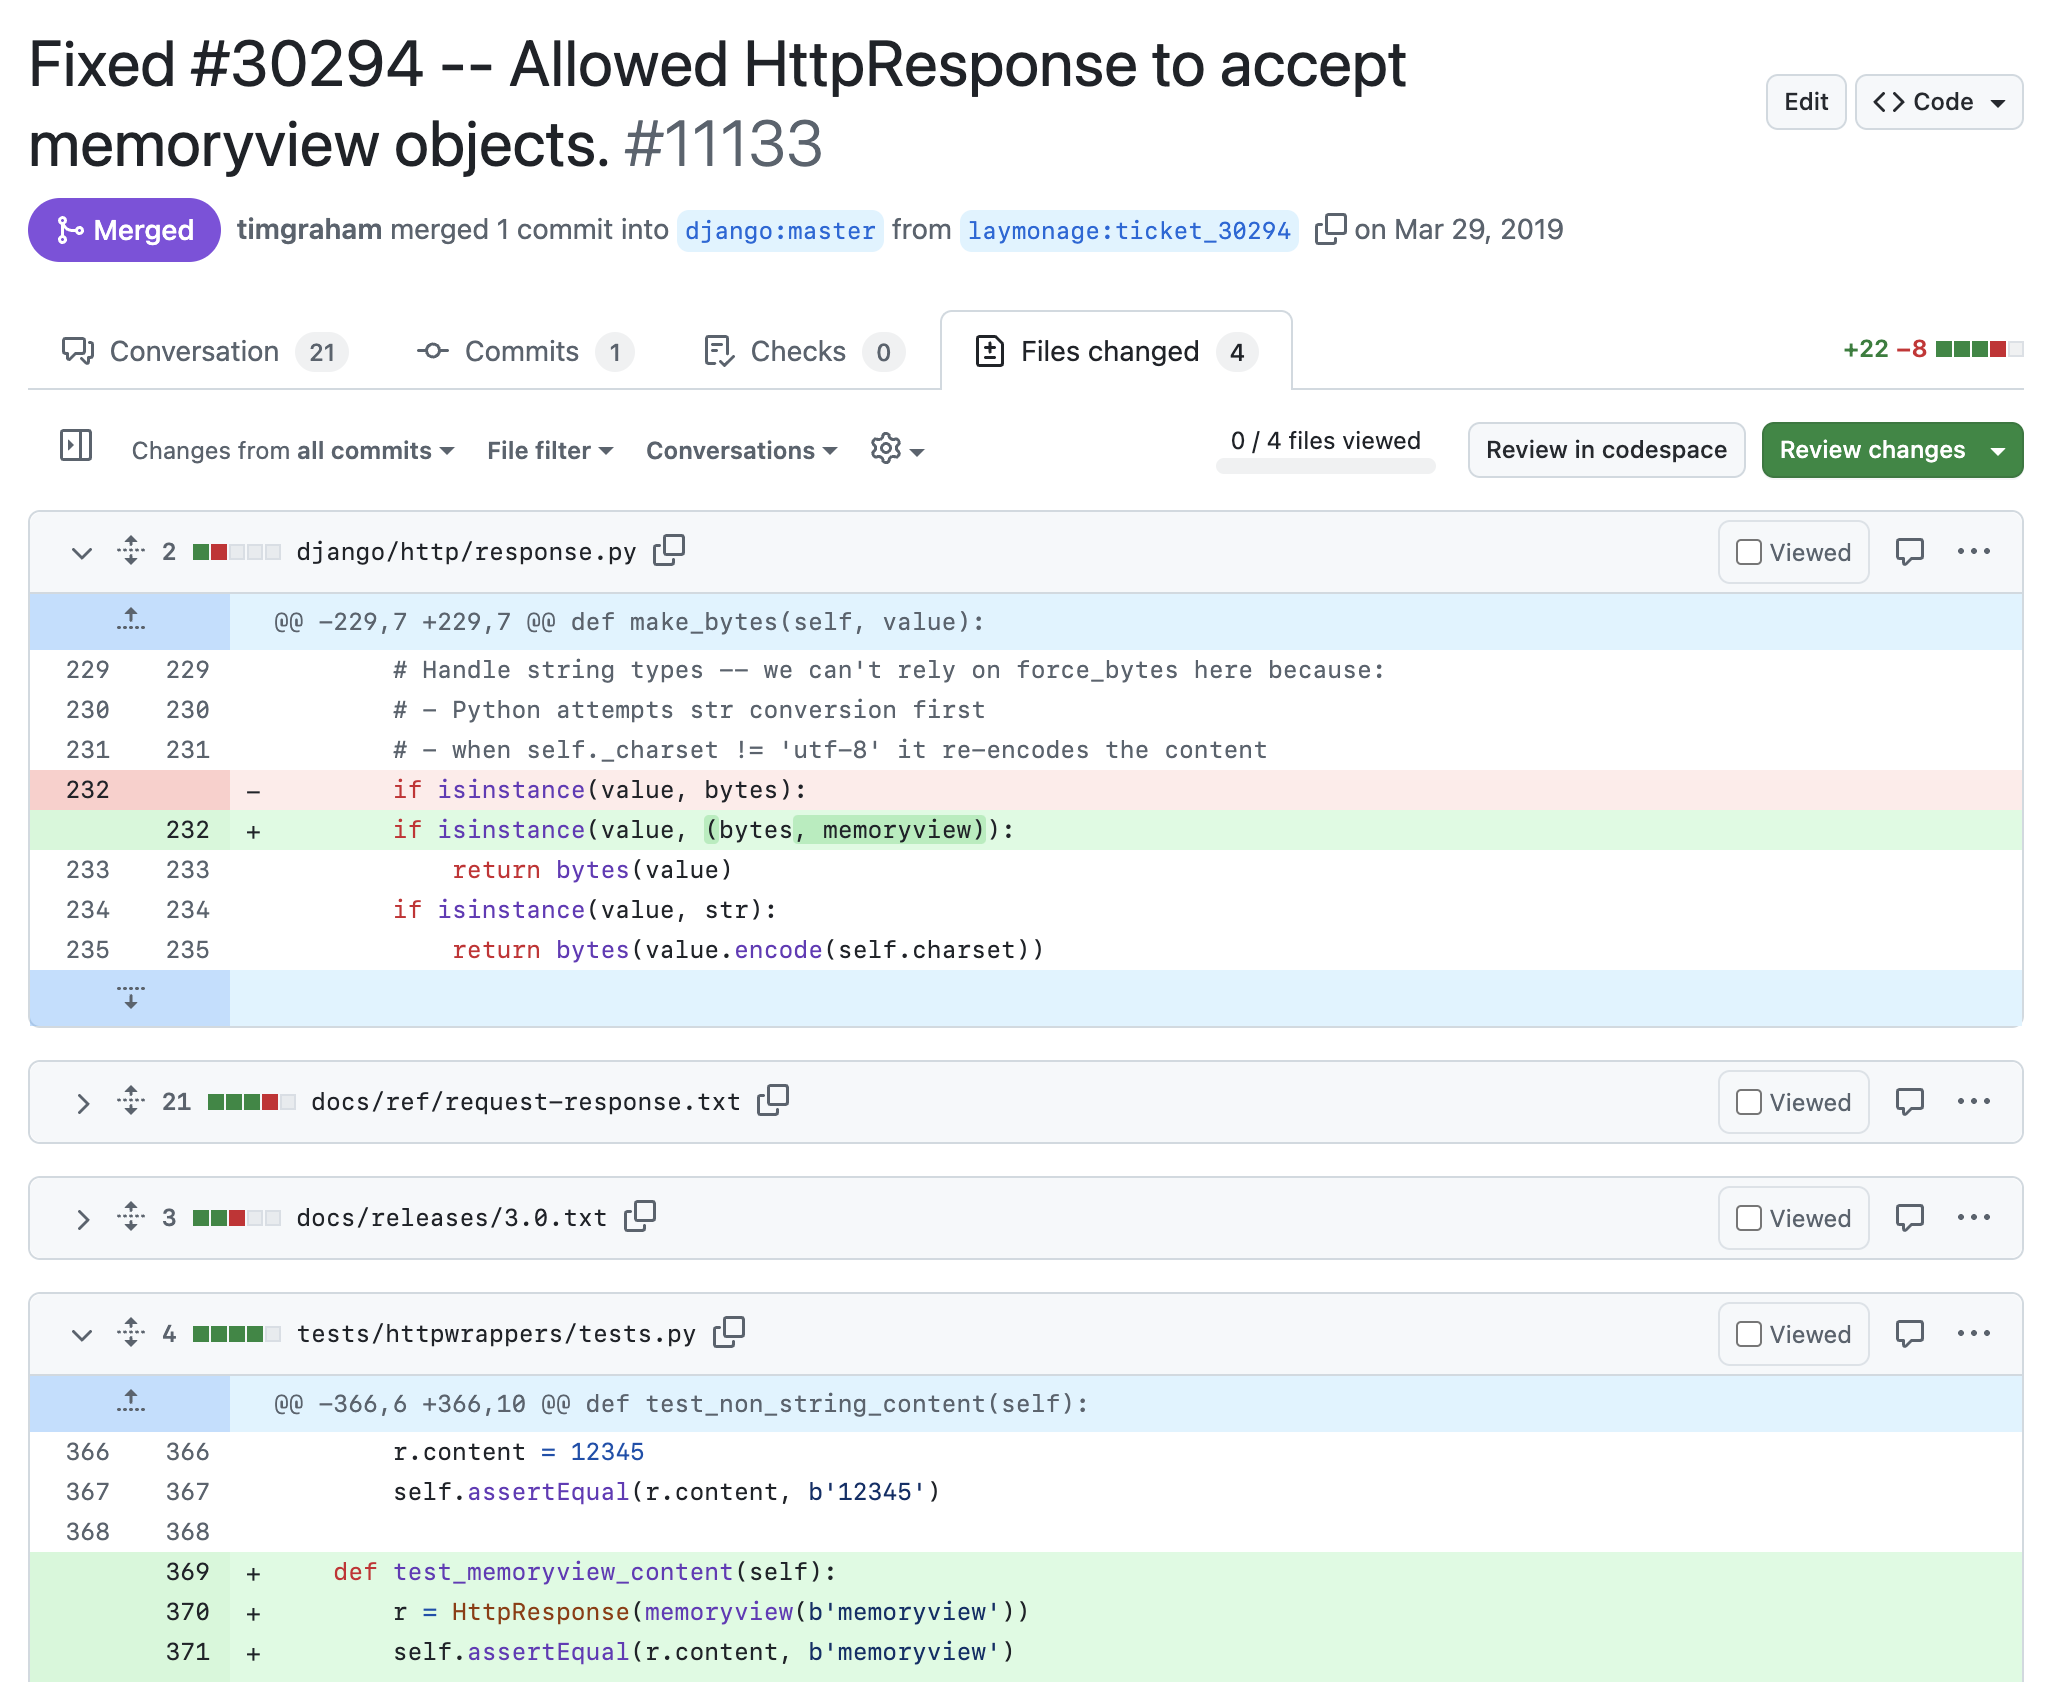 Fixed #30294 -- Allowed HttpResponse to accept
memoryview objects. #11133
Edit
Code
Merged timgraham merged 1 commit into django:master from laymonage:ticket_30294 on Mar 29, 2019
Conversation 21
Commits 1
Checks 0
Files changed 4
+22 −8
Changes from all commits
File filter
Conversations
0 / 4 files viewed
Review in codespace
Review changes
2 django/http/response.py
Viewed
@@ -229,7 +229,7 @@ def make_bytes(self, value):
229 229 # Handle string types -- we can't rely on force_bytes here because:
230 230 # - Python attempts str conversion first
231 231 # - when self._charset != 'utf-8' it re-encodes the content
232 - if isinstance(value, bytes):
232 + if isinstance(value, (bytes, memoryview)):
233 233 return bytes(value)
234 234 if isinstance(value, str):
235 235 return bytes(value.encode(self.charset))
21 docs/ref/request-response.txt
Viewed
3 docs/releases/3.0.txt
Viewed
4 tests/httpwrappers/tests.py
Viewed
@@ -366,6 +366,10 @@ def test_non_string_content(self):
366 366 r.content = 12345
367 367 self.assertEqual(r.content, b'12345')
368 368
369 + def test_memoryview_content(self):
370 + r = HttpResponse(memoryview(b'memoryview'))
371 + self.assertEqual(r.content, b'memoryview')